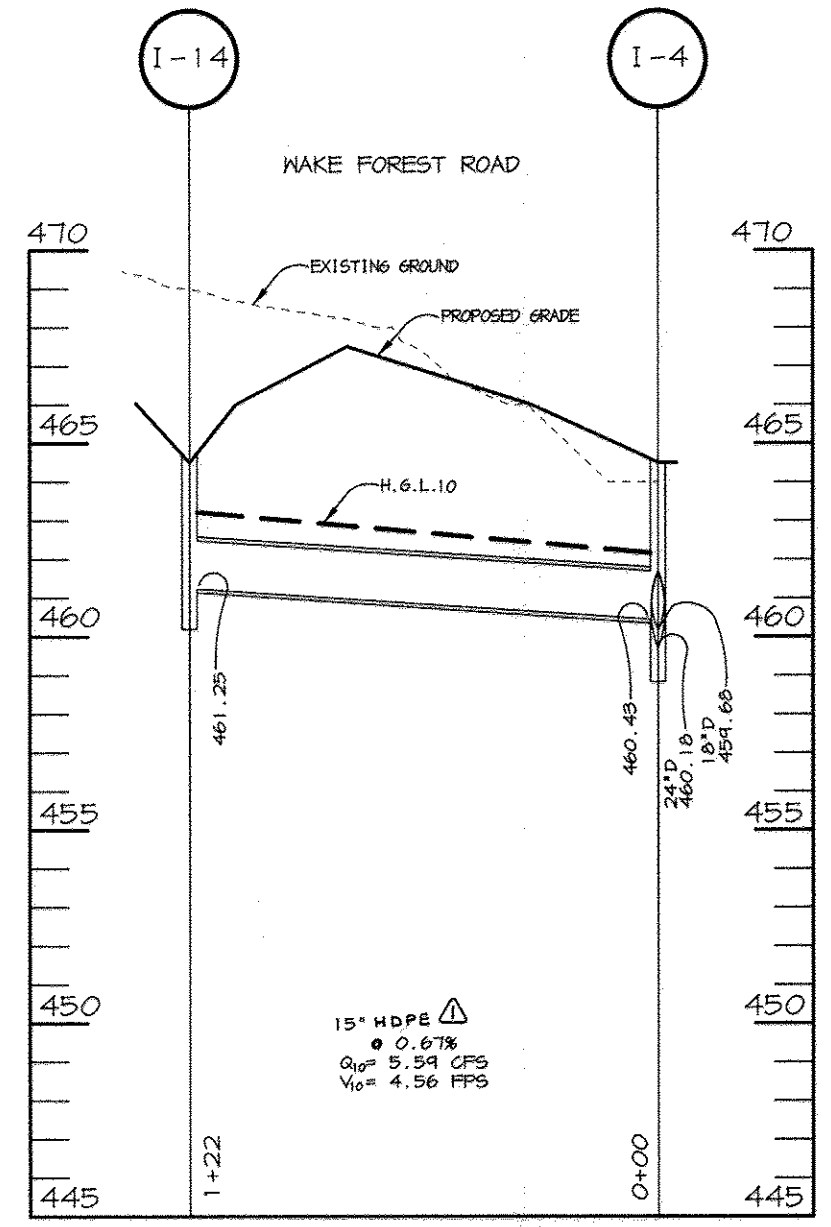 I-14
I-4
WAKE FOREST ROAD
470
470
EXISTING GROUND
PROPOSED GRADE
465
465
H.G.L.10
460
460
461.25
460.43
24"D
460.18
18"D
459.68
455
455
450
450
15" HDPE 1
@ 0.67%
Q10= 5.59 CFS
V10= 4.56 FPS
1+22
0+00
445
445